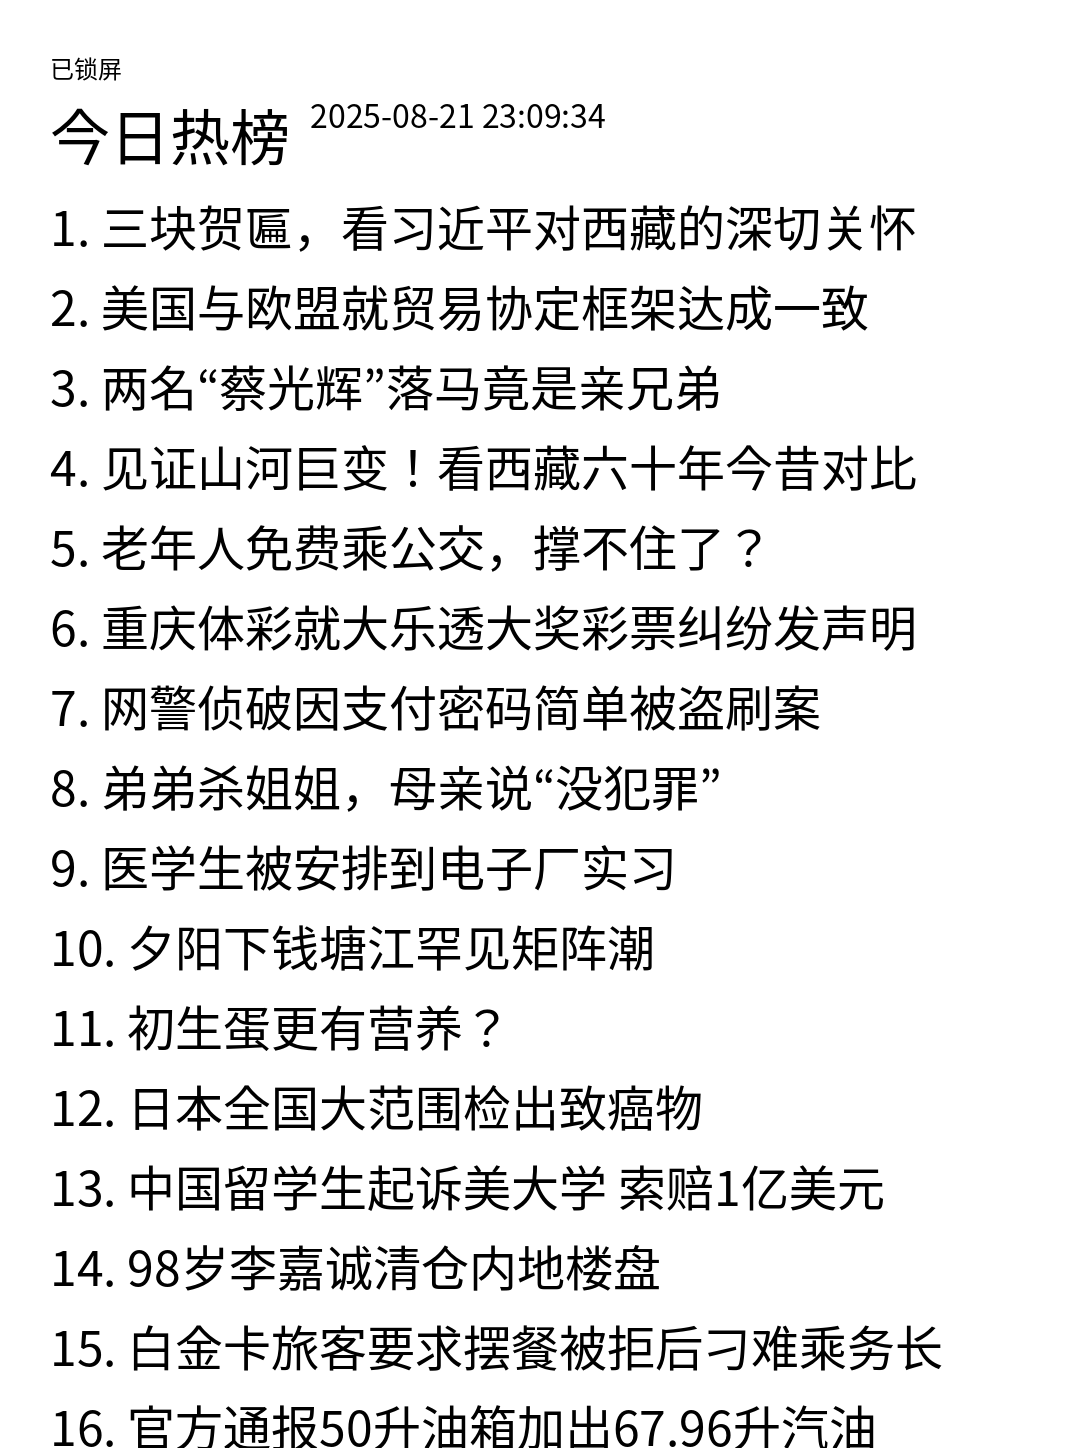 已锁屏
今日热榜 2025-08-21 23:09:34
1. 三块贺匾，看习近平对西藏的深切关怀
2. 美国与欧盟就贸易协定框架达成一致
3. 两名“蔡光辉”落马竟是亲兄弟
4. 见证山河巨变！看西藏六十年今昔对比
5. 老年人免费乘公交，撑不住了？
6. 重庆体彩就大乐透大奖彩票纠纷发声明
7. 网警侦破因支付密码简单被盗刷案
8. 弟弟杀姐姐，母亲说“没犯罪”
9. 医学生被安排到电子厂实习
10. 夕阳下钱塘江罕见矩阵潮
11. 初生蛋更有营养？
12. 日本全国大范围检出致癌物
13. 中国留学生起诉美大学 索赔1亿美元
14. 98岁李嘉诚清仓内地楼盘
15. 白金卡旅客要求摆餐被拒后刁难乘务长
16. 官方通报50升油箱加出67.96升汽油